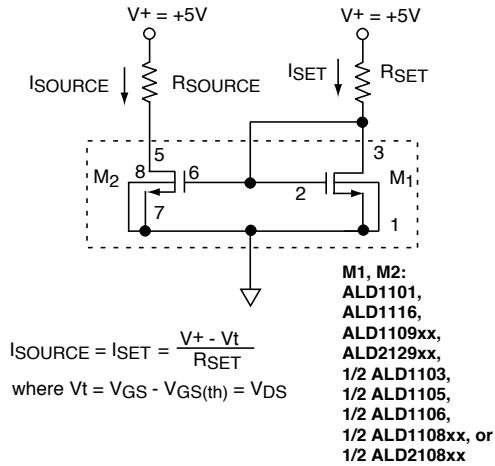 V+ = +5V
V+ = +5V
ISOURCE
RSOURCE
ISET
RSET
5
3
M2
8
6
2
M1
7
1
M1, M2:
ALD1101,
ALD1116,
ALD1109xx,
ALD2129xx,
1/2 ALD1103,
1/2 ALD1105,
1/2 ALD1106,
1/2 ALD1108xx, or
1/2 ALD2108xx
ISOURCE = ISET = V+ - Vt
RSET
where Vt = VGS - VGS(th) = VDS